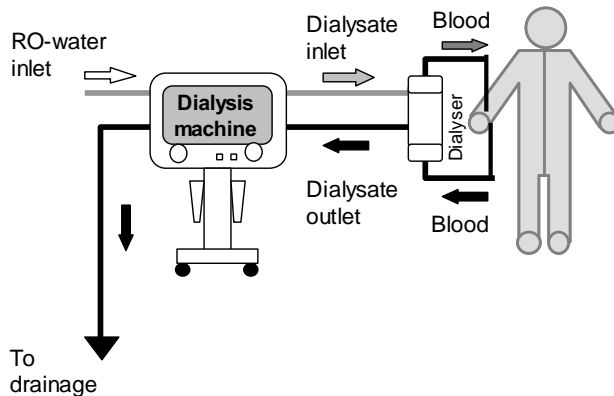 RO-water
inlet
Dialysate
inlet
Blood
Dialysis
machine
Dialyser
Dialysate
outlet
Blood
To
drainage